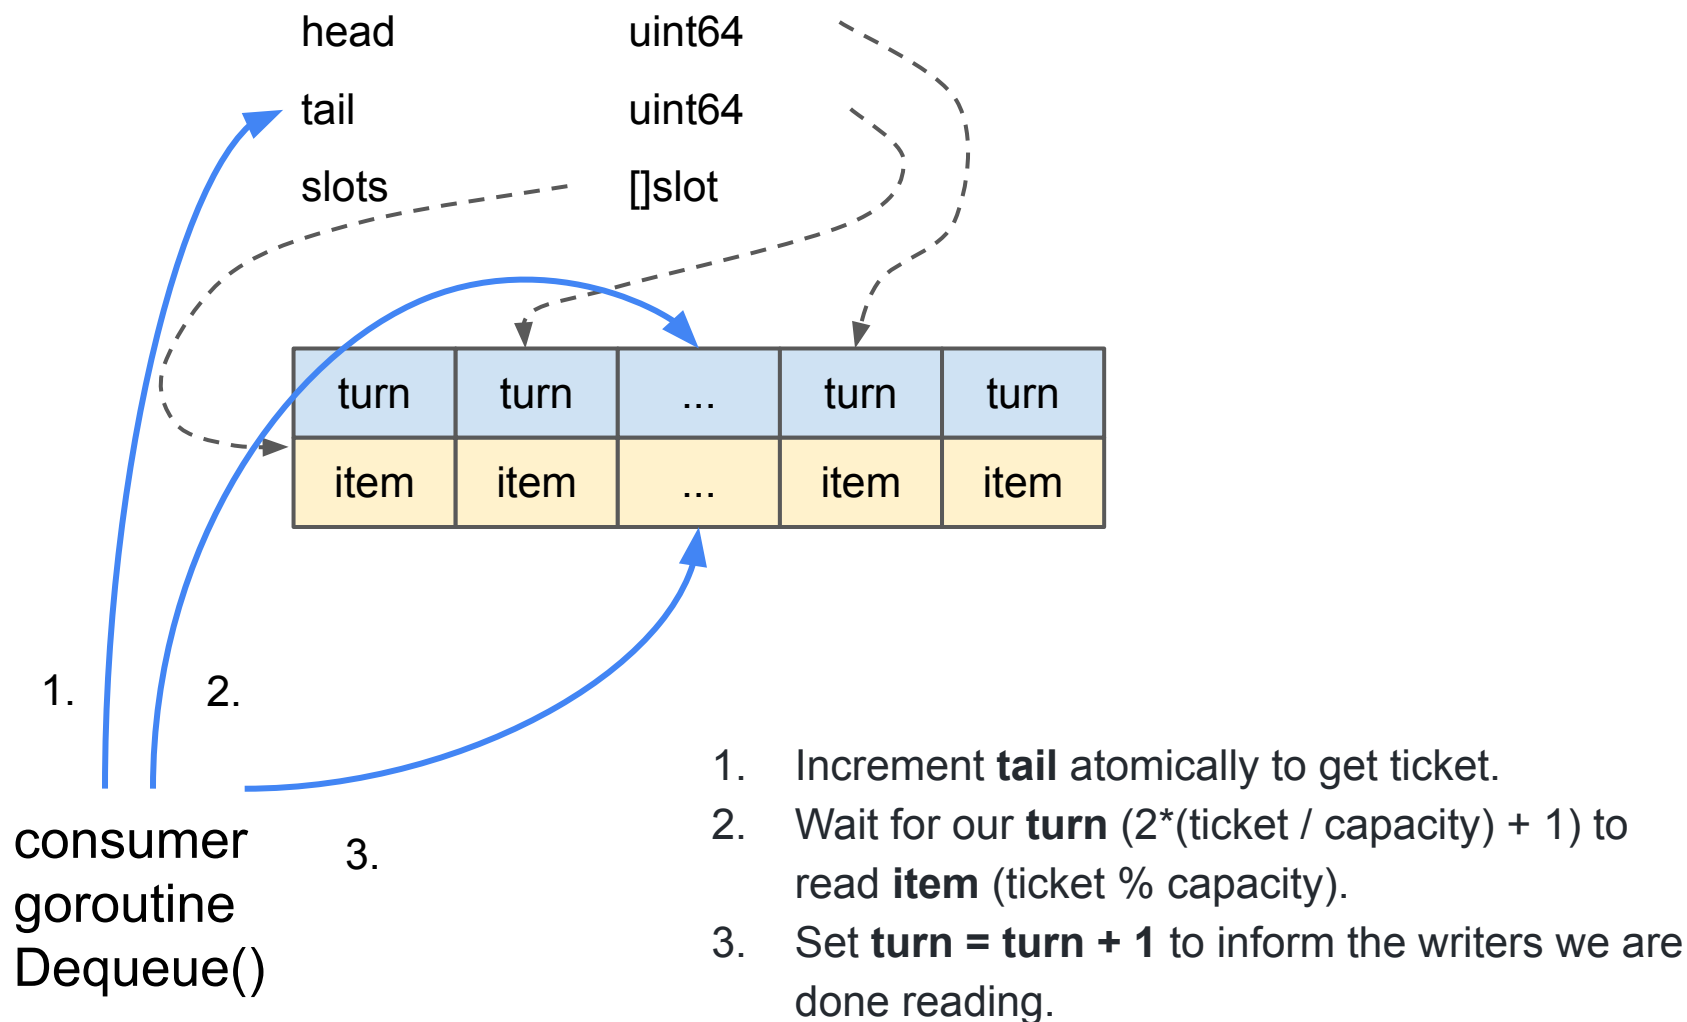 head uint64
tail uint64
slots []slot
turn turn ... turn turn
item item ... item item
1. 2.
3.
consumer
goroutine
Dequeue()
1. Increment tail atomically to get ticket.
2. Wait for our turn (2*(ticket / capacity) + 1) to
read item (ticket % capacity).
3. Set turn = turn + 1 to inform the writers we are
done reading.